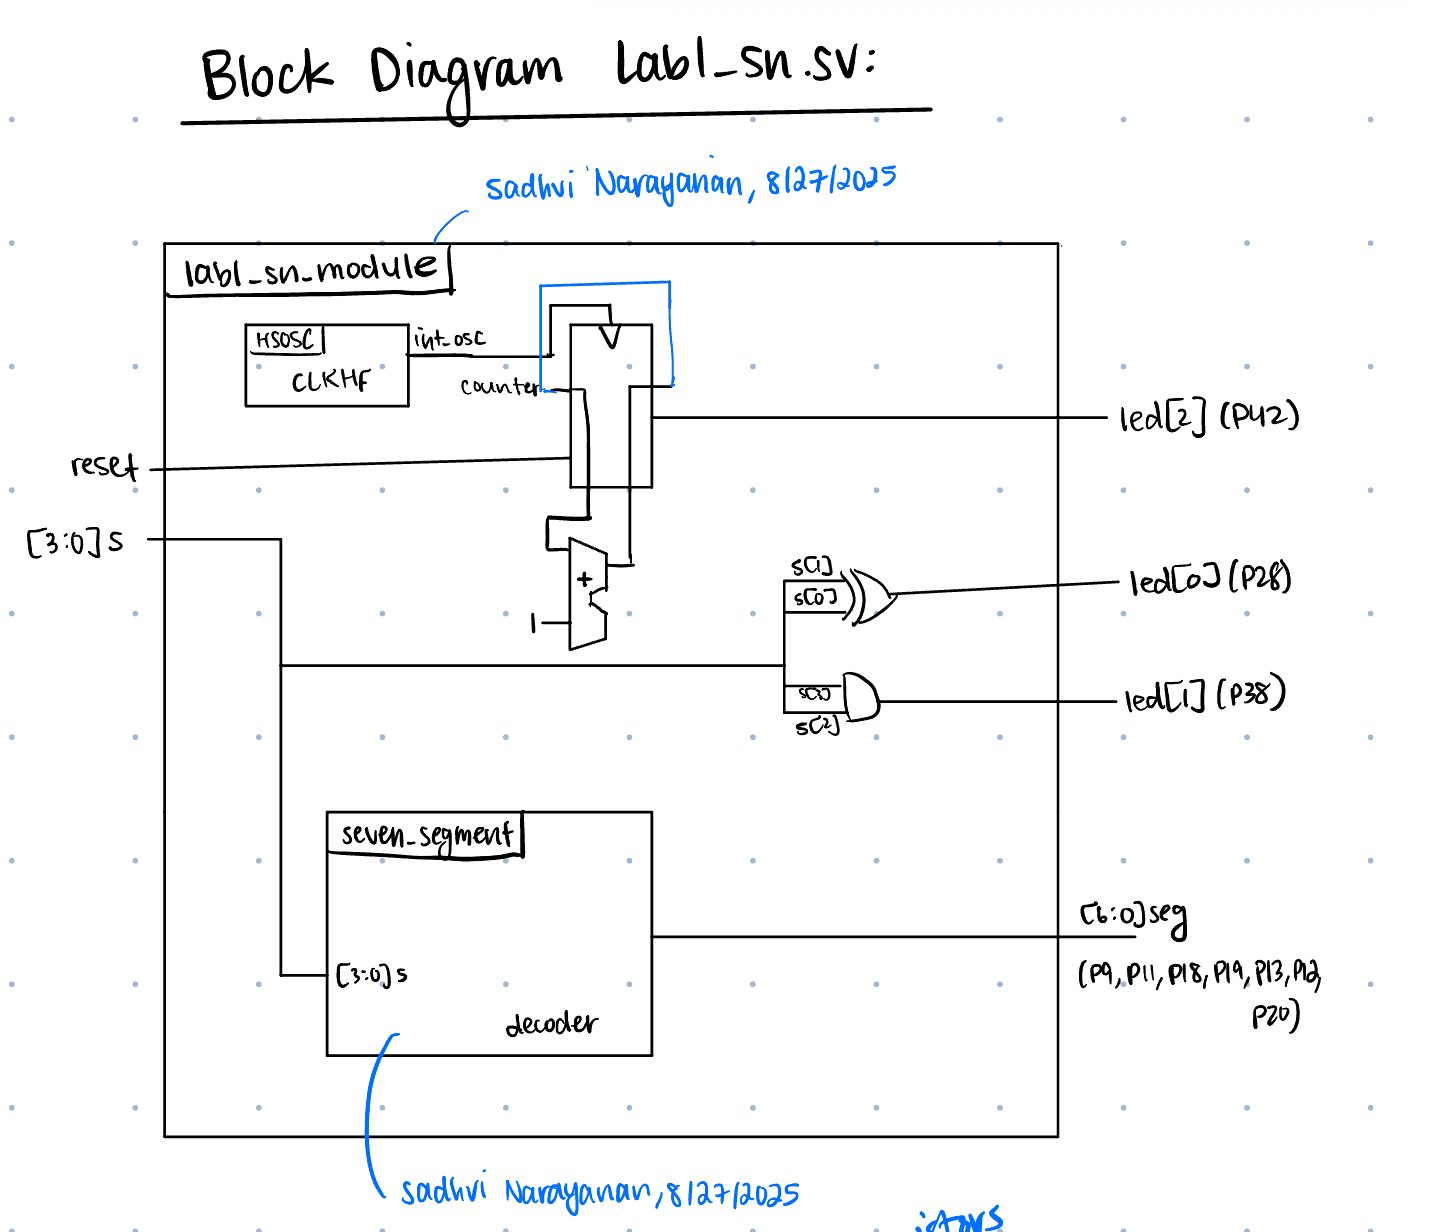 Block Diagram lab1_sn.sv:
sadhvi Narayanan, 8/27/2025
lab1_sn_module
HSOSC
CLKHF
int_osc
counter
led[2] (P42)
reset
[3:0] s
+
1
s[1]
s[0]
led[0] (P28)
s[3]
s[2]
led[1] (P38)
seven_segment
[6:0] seg
(P9, P11, P18, P19, P13, P12,
P20)
[3:0] s
decoder
sadhvi Narayanan, 8/27/2025